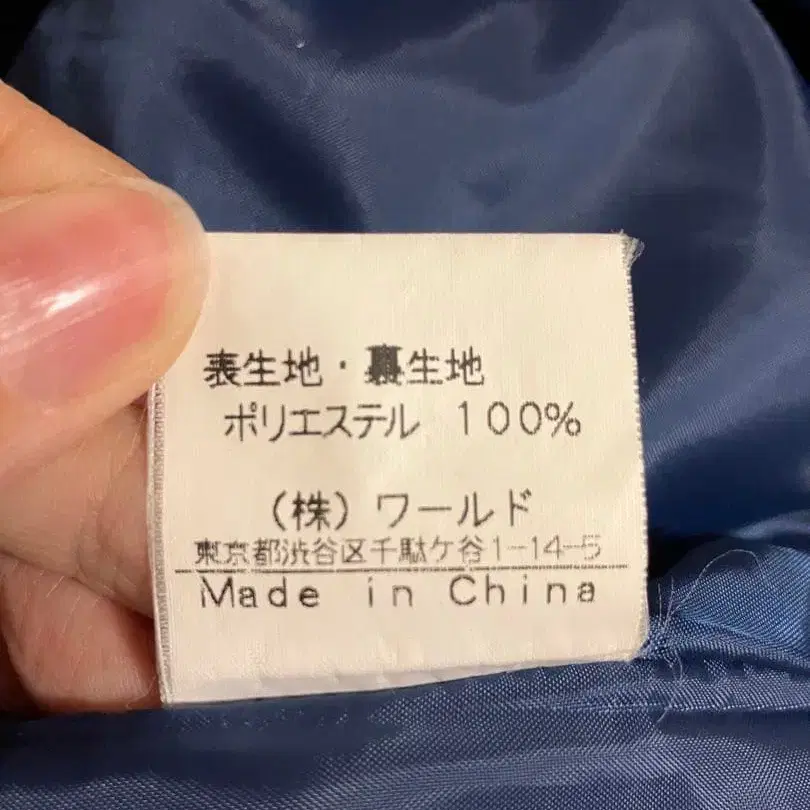 表生地・裏生地
ポリエステル 100%
(株) ワールド
東京都渋谷区千駄ケ谷1-14-5
Made in China